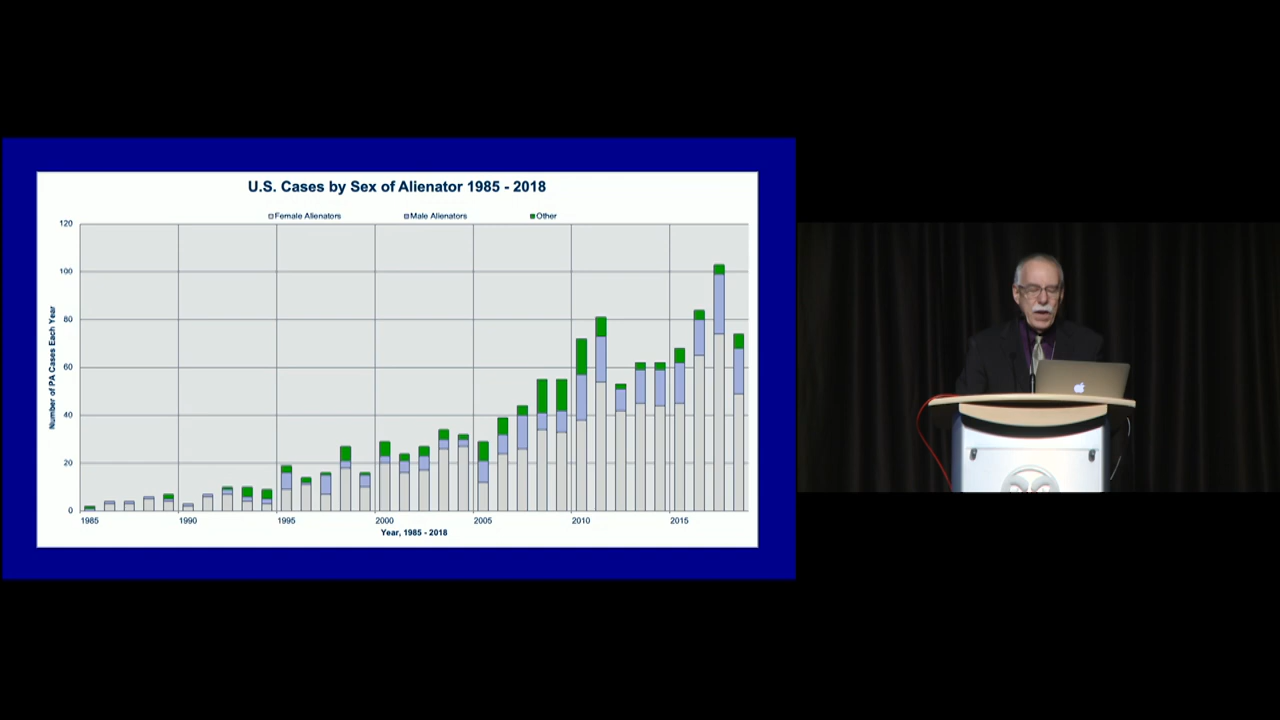 U.S. Cases by Sex of Alienator 1985 - 2018
Female Alienators Male Alienators Other
120
100
80
60
40
20
0
Number of PA Cases Each Year
1985 1990 1995 2000 2005 2010 2015
Year, 1985 - 2018